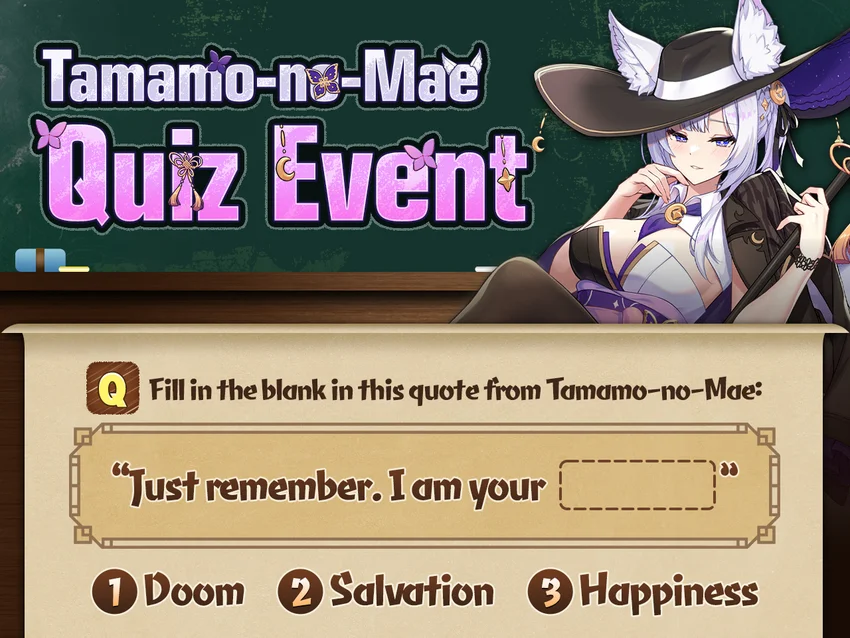 Tamamo-no-Mae
Quiz Event
Q Fill in the blank in this quote from Tamamo-no-Mae:
“Just remember. I am your ”
1 Doom 2 Salvation 3 Happiness